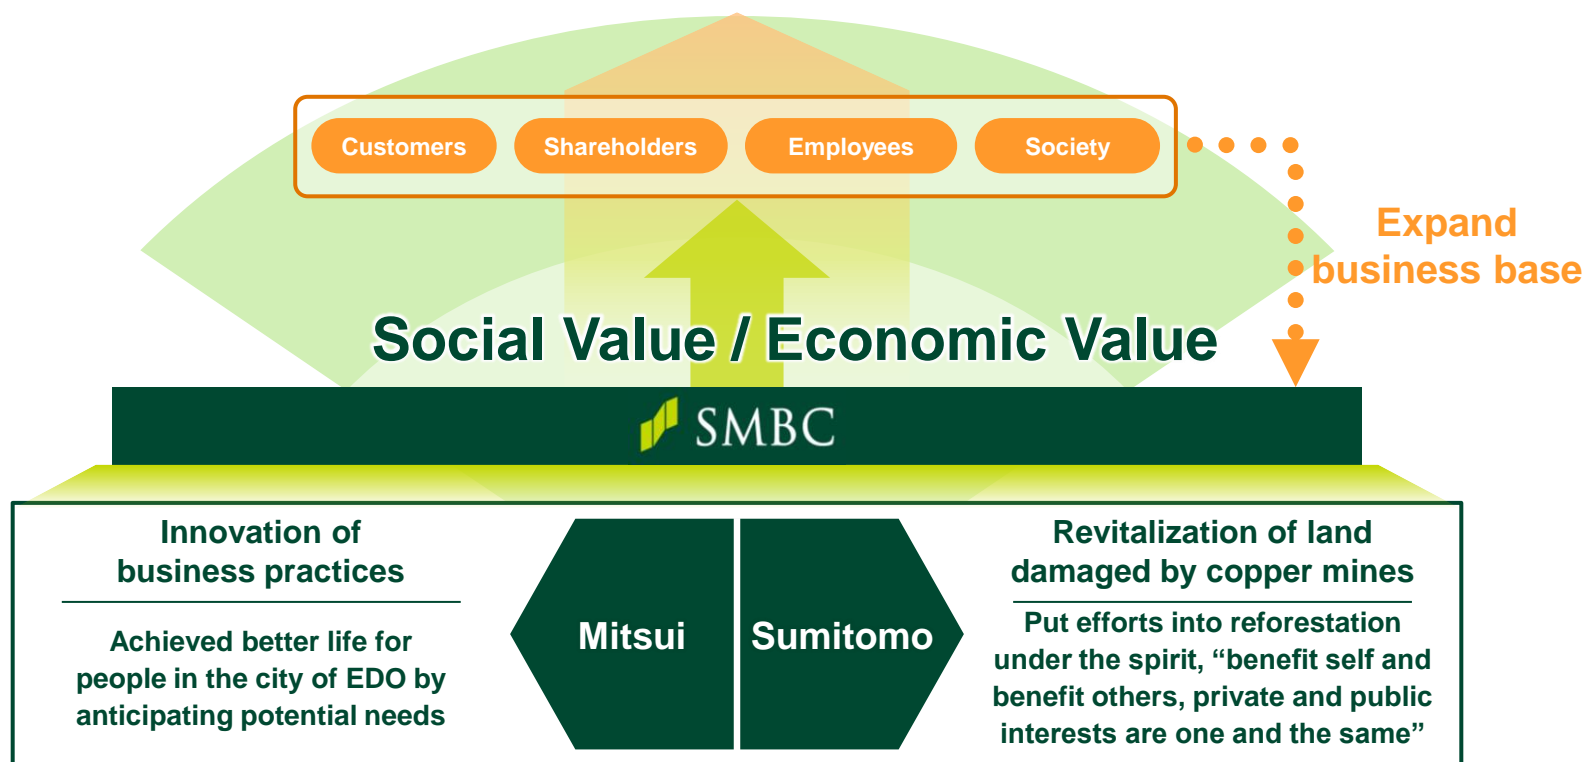 Customers Shareholders Employees Society
Expand
business base
Social Value / Economic Value
SMBC
Innovation of
business practices
Achieved better life for
people in the city of EDO by
anticipating potential needs
Mitsui Sumitomo
Revitalization of land
damaged by copper mines
Put efforts into reforestation
under the spirit, “benefit self and
benefit others, private and public
interests are one and the same”